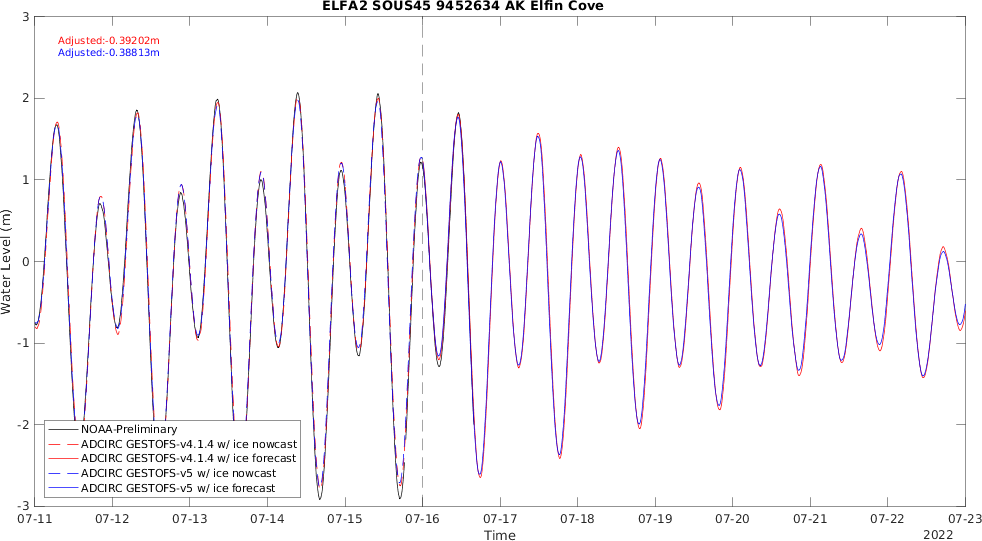 ELFA2 SOUS45 9452634 AK Elfin Cove
Adjusted:-0.39202m
Adjusted:-0.38813m
3
2
1
0
-1
-2
-3
Water Level (m)
NOAA-Preliminary
ADCIRC GESTOFS-v4.1.4 w/ ice nowcast
ADCIRC GESTOFS-v4.1.4 w/ ice forecast
ADCIRC GESTOFS-v5 w/ ice nowcast
ADCIRC GESTOFS-v5 w/ ice forecast
07-11 07-12 07-13 07-14 07-15 07-16 07-17 07-18 07-19 07-20 07-21 07-22 07-23
Time
2022